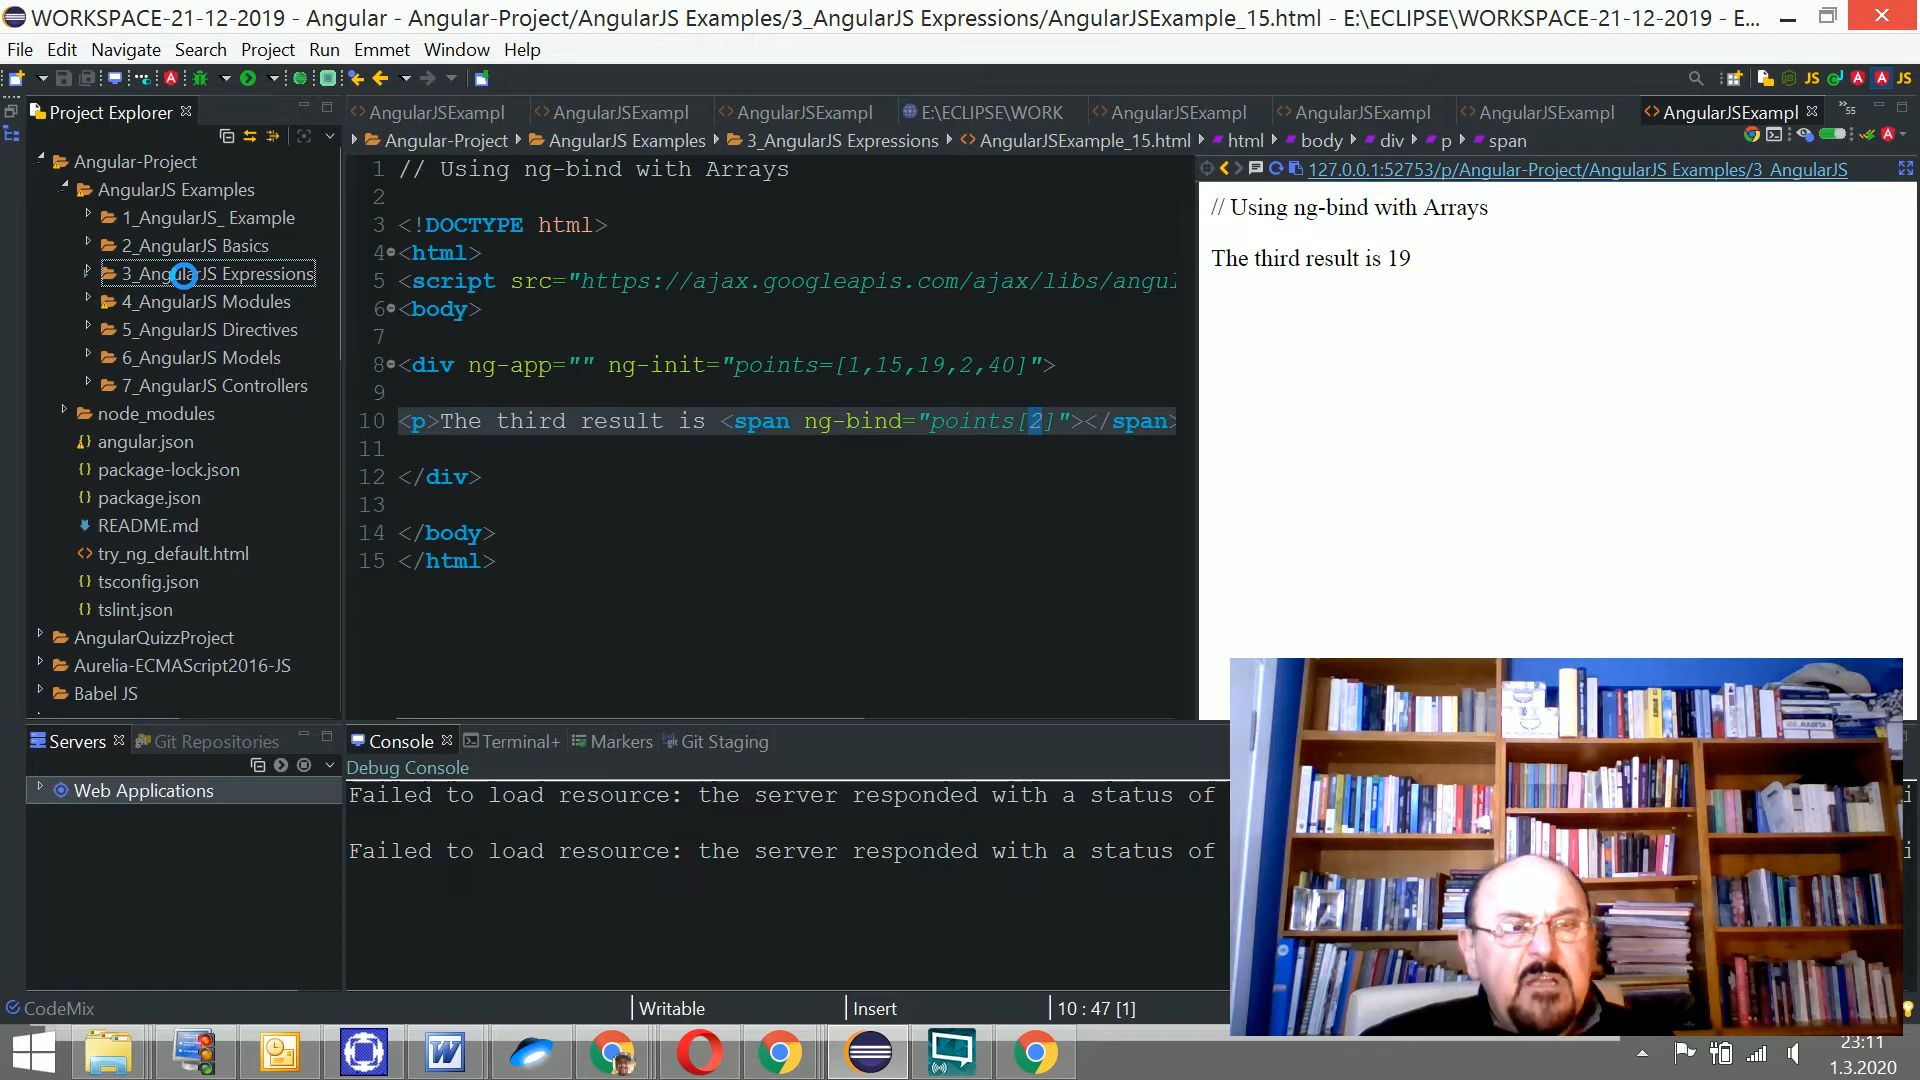 WORKSPACE-21-12-2019 - Angular - Angular-Project/AngularJS Examples/3_AngularJS Expressions/AngularJSExample_15.html - E:\ECLIPSE\WORKSPACE-21-12-2019 - E...
File Edit Navigate Search Project Run Emmet Window Help
Project Explorer
AngularJSExampl AngularJSExampl AngularJSExampl E:\ECLIPSE\WORK AngularJSExampl AngularJSExampl AngularJSExampl AngularJSExampl 55
Angular-Project AngularJS Examples 3_AngularJS Expressions AngularJSExample_15.html html body div p span
127.0.0.1:52753/p/Angular-Project/AngularJS Examples/3_AngularJS
Angular-Project
AngularJS Examples
1_AngularJS_ Example
2_AngularJS Basics
3_AngularJS Expressions
4_AngularJS Modules
5_AngularJS Directives
6_AngularJS Models
7_AngularJS Controllers
node_modules
angular.json
package-lock.json
package.json
README.md
try_ng_default.html
tsconfig.json
tslint.json
AngularQuizzProject
Aurelia-ECMAScript2016-JS
Babel JS
1 // Using ng-bind with Arrays
2
3 <!DOCTYPE html>
4 <html>
5 <script src="https://ajax.googleapis.com/ajax/libs/angul
6 <body>
7
8 <div ng-app="" ng-init="points=[1,15,19,2,40]">
9
10 <p>The third result is <span ng-bind="points[2]"></span>
11
12 </div>
13
14 </body>
15 </html>
// Using ng-bind with Arrays
The third result is 19
Servers Git Repositories
Web Applications
Console Terminal+ Markers Git Staging
Debug Console
Failed to load resource: the server responded with a status of
Failed to load resource: the server responded with a status of
CodeMix Writable Insert 10 : 47 [1]
23:11
1.3.2020